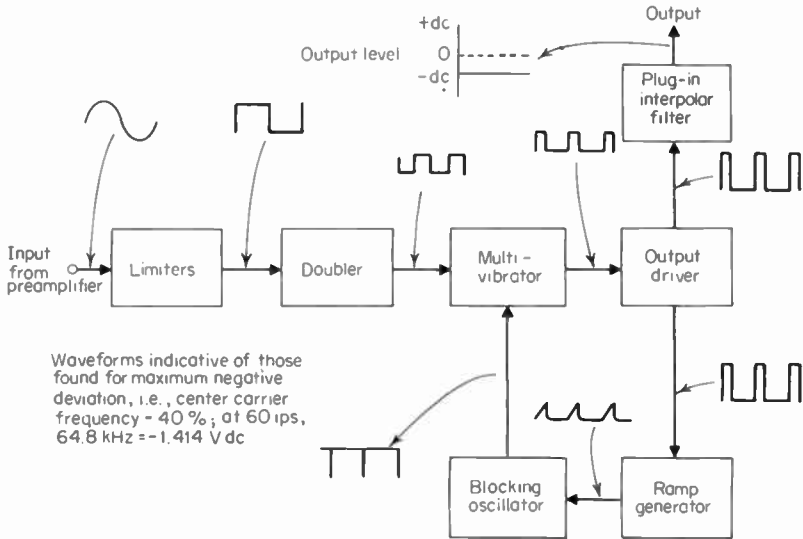 Output
+dc
Output level
0
-dc
Plug-in
interpolar
filter
Input
from
preamplifier
Limiters
Doubler
Multi-
vibrator
Output
driver
Waveforms indicative of those
found for maximum negative
deviation, i.e., center carrier
frequency - 40%; at 60 ips,
64.8 kHz = -1.414 V dc
Blocking
oscillator
Ramp
generator